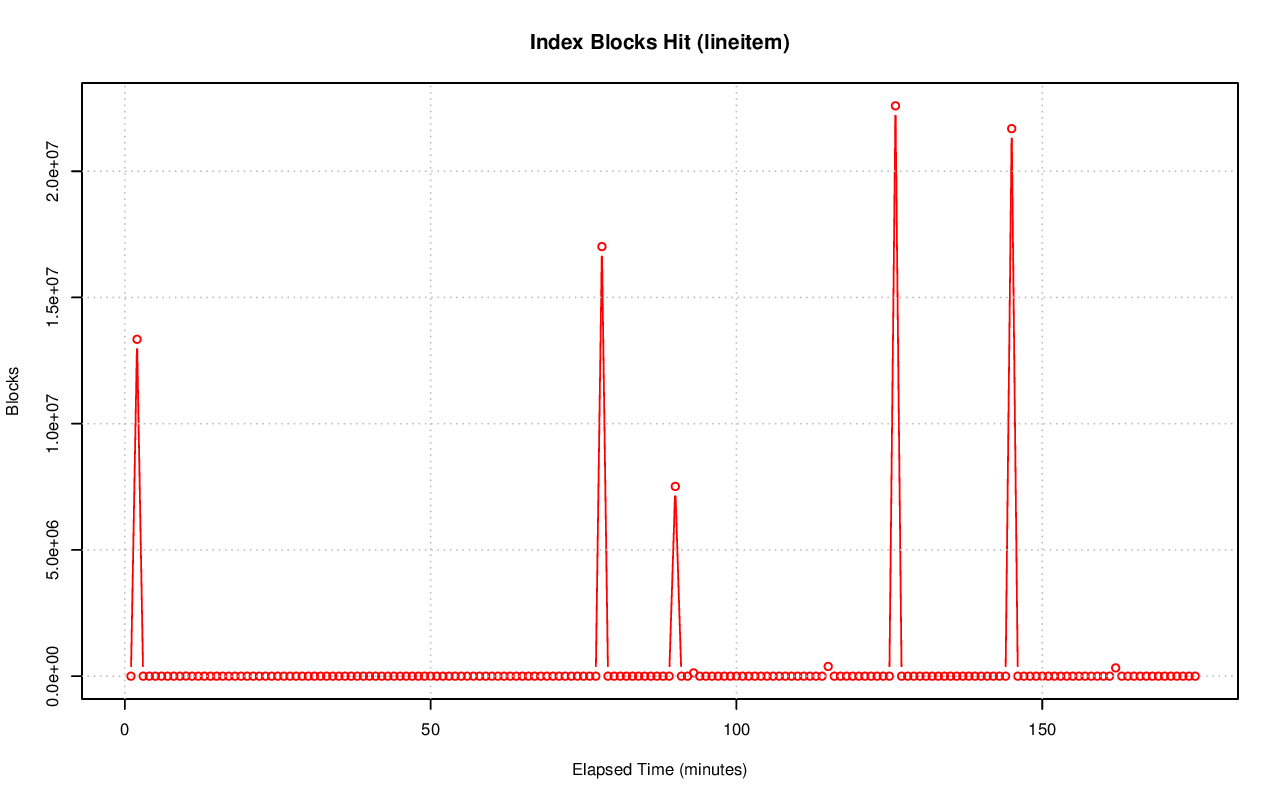 Index Blocks Hit (lineitem)
Blocks
2.0e+07
1.5e+07
1.0e+07
5.0e+06
0.0e+00
0 50 100 150
Elapsed Time (minutes)